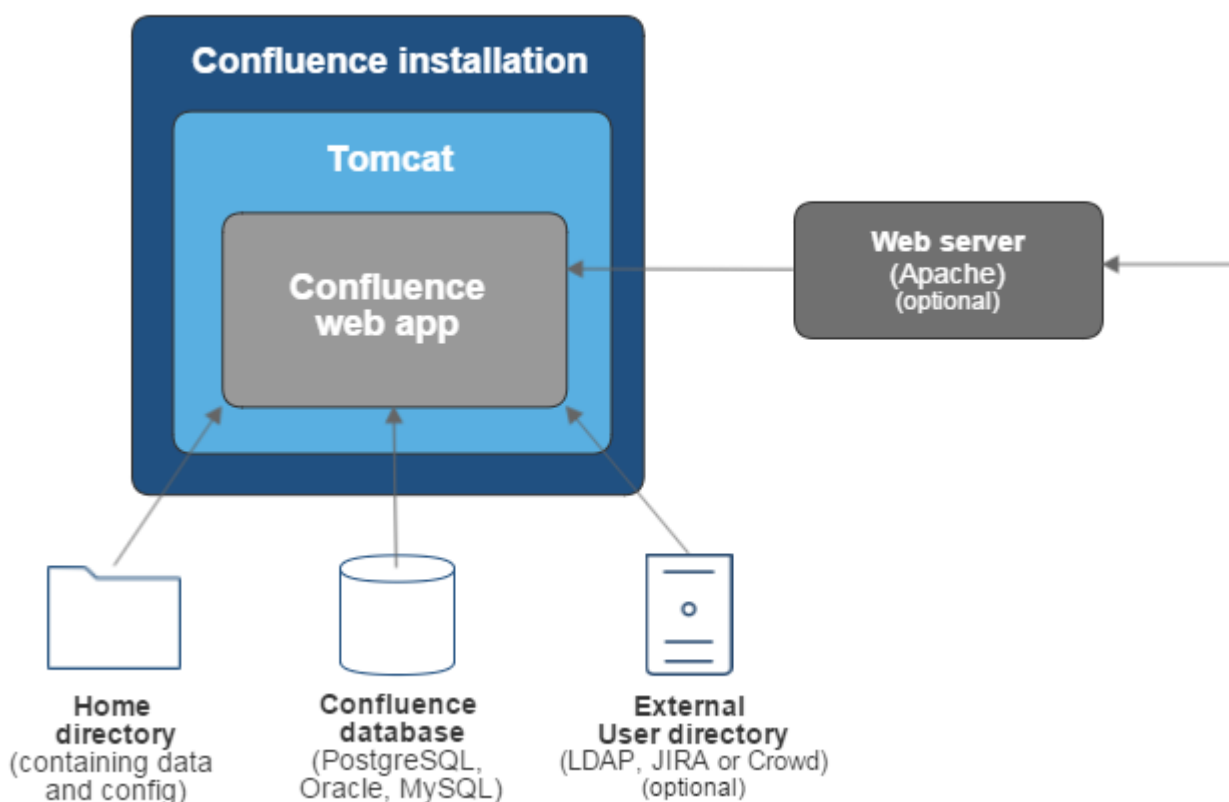 Confluence installation
Tomcat
Confluence
web app
Web server
(Apache)
(optional)
Home
directory
(containing data
and config)
Confluence
database
(PostgreSQL,
Oracle, MySQL)
External
User directory
(LDAP, JIRA or Crowd)
(optional)